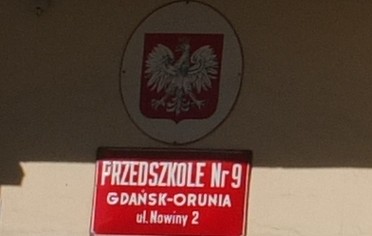 PRZEDSZKOLE Nr 9
GDAŃSK-ORUNIA
ul. Nowiny 2